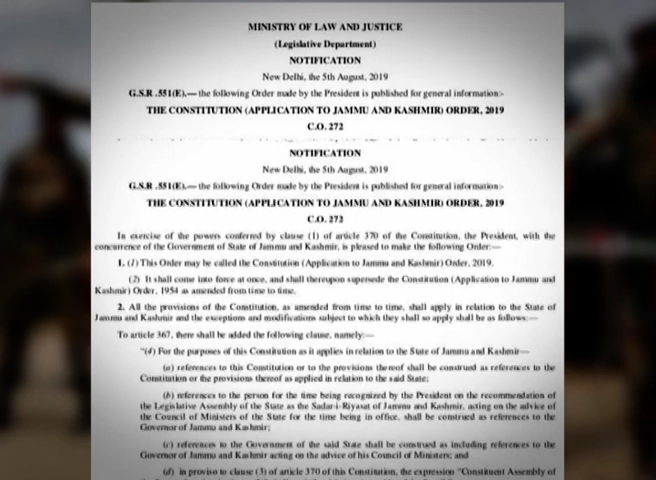 MINISTRY OF LAW AND JUSTICE
(Legislative Department)
NOTIFICATION
New Delhi, the 5th August, 2019
G.S.R .551(E).— the following Order made by the President is published for general information:-
THE CONSTITUTION (APPLICATION TO JAMMU AND KASHMIR) ORDER, 2019
C.O. 272
NOTIFICATION
New Delhi, the 5th August, 2019
G.S.R .551(E).— the following Order made by the President is published for general information:-
THE CONSTITUTION (APPLICATION TO JAMMU AND KASHMIR) ORDER, 2019
C.O. 272
In exercise of the powers conferred by clause (1) of article 370 of the Constitution, the President, with the
concurrence of the Government of State of Jammu and Kashmir, is pleased to make the following Order:—
1. (1) This Order may be called the Constitution (Application to Jammu and Kashmir) Order, 2019.
(2) It shall come into force at once, and shall thereupon supersede the Constitution (Application to Jammu and
Kashmir) Order, 1954 as amended from time to time.
2. All the provisions of the Constitution, as amended from time to time, shall apply in relation to the State of
Jammu and Kashmir and the exceptions and modifications subject to which they shall so apply shall be as follows:—
To article 367, there shall be added the following clause, namely:—
"(4) For the purposes of this Constitution as it applies in relation to the State of Jammu and Kashmir—
(a) references to this Constitution or to the provisions thereof shall be construed as references to the
Constitution or the provisions thereof as applied in relation to the said State;
(b) references to the person for the time being recognized by the President on the recommendation of
the Legislative Assembly of the State as the Sadar-i-Riyasat of Jammu and Kashmir, acting on the advice of
the Council of Ministers of the State for the time being in office, shall be construed as references to the
Governor of Jammu and Kashmir;
(c) references to the Government of the said State shall be construed as including references to the
Governor of Jammu and Kashmir acting on the advice of his Council of Ministers; and
(d) in proviso to clause (3) of article 370 of this Constitution, the expression "Constituent Assembly of